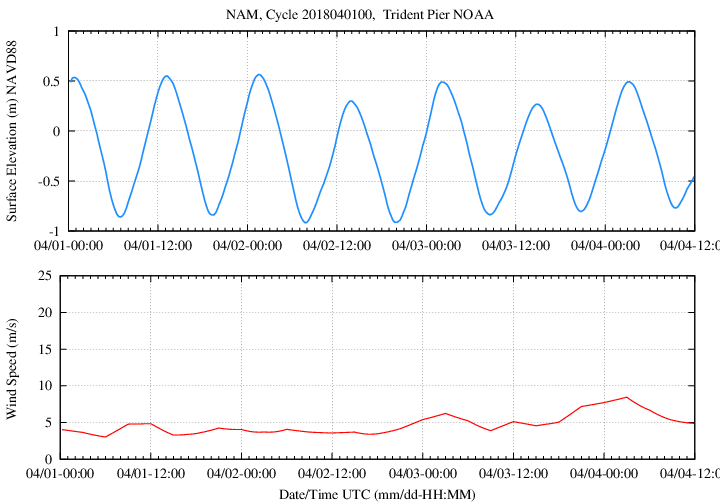 NAM, Cycle 2018040100, Trident Pier NOAA
Surface Elevation (m) NAVD88
1
0.5
0
-0.5
-1
04/01-00:00 04/01-12:00 04/02-00:00 04/02-12:00 04/03-00:00 04/03-12:00 04/04-00:00 04/04-12:0
Wind Speed (m/s)
25
20
15
10
5
0
04/01-00:00 04/01-12:00 04/02-00:00 04/02-12:00 04/03-00:00 04/03-12:00 04/04-00:00 04/04-12:0
Date/Time UTC (mm/dd-HH:MM)